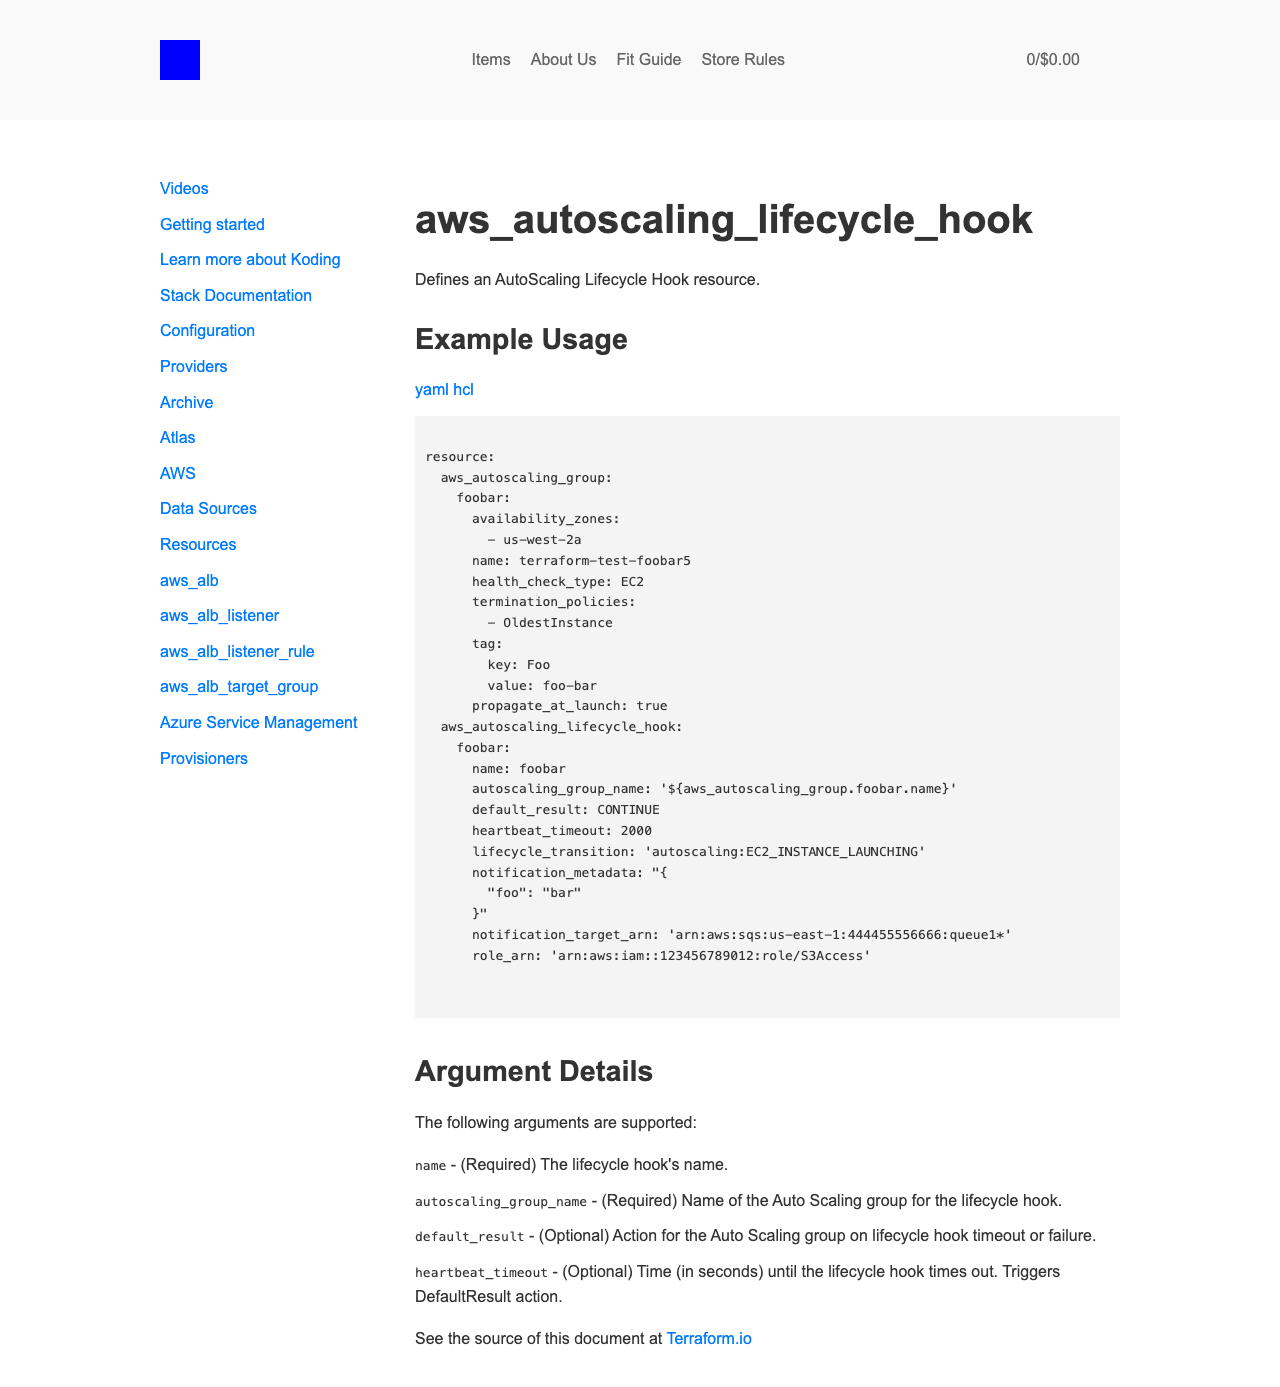 Items About Us Fit Guide Store Rules 0/$0.00
Videos
Getting started
Learn more about Koding
Stack Documentation
Configuration
Providers
Archive
Atlas
AWS
Data Sources
Resources
aws_alb
aws_alb_listener
aws_alb_listener_rule
aws_alb_target_group
Azure Service Management
Provisioners
aws_autoscaling_lifecycle_hook
Defines an AutoScaling Lifecycle Hook resource.
Example Usage
yaml hcl
resource:
  aws_autoscaling_group:
    foobar:
      availability_zones:
        - us-west-2a
      name: terraform-test-foobar5
      health_check_type: EC2
      termination_policies:
        - OldestInstance
      tag:
        key: Foo
        value: foo-bar
      propagate_at_launch: true
  aws_autoscaling_lifecycle_hook:
    foobar:
      name: foobar
      autoscaling_group_name: '${aws_autoscaling_group.foobar.name}'
      default_result: CONTINUE
      heartbeat_timeout: 2000
      lifecycle_transition: 'autoscaling:EC2_INSTANCE_LAUNCHING'
      notification_metadata: "{
        "foo": "bar"
      }"
      notification_target_arn: 'arn:aws:sqs:us-east-1:444455556666:queue1*'
      role_arn: 'arn:aws:iam::123456789012:role/S3Access'
Argument Details
The following arguments are supported:
name - (Required) The lifecycle hook's name.
autoscaling_group_name - (Required) Name of the Auto Scaling group for the lifecycle hook.
default_result - (Optional) Action for the Auto Scaling group on lifecycle hook timeout or failure.
heartbeat_timeout - (Optional) Time (in seconds) until the lifecycle hook times out. Triggers
DefaultResult action.
See the source of this document at Terraform.io